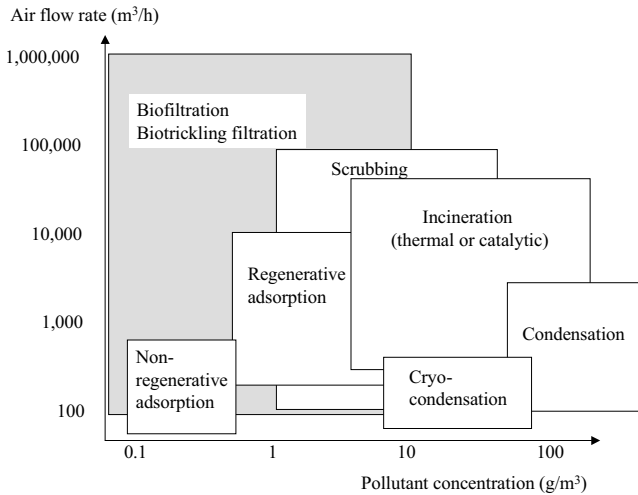 Air flow rate (m³/h)
1,000,000
Biofiltration
Biotrickling filtration
100,000
Scrubbing
Incineration
(thermal or catalytic)
10,000
Regenerative
adsorption
1,000
Condensation
Non-
regenerative
adsorption
Cryo-
condensation
100
0.1
1
10
100
Pollutant concentration (g/m³)